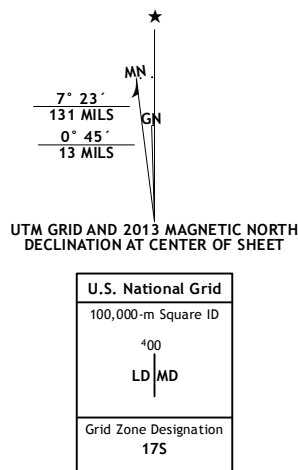 ★
MN
7° 23´
131 MILS
GN
0° 45´
13 MILS
UTM GRID AND 2013 MAGNETIC NORTH
DECLINATION AT CENTER OF SHEET
U.S. National Grid
100,000-m Square ID
⁴00
LD MD
Grid Zone Designation
17S